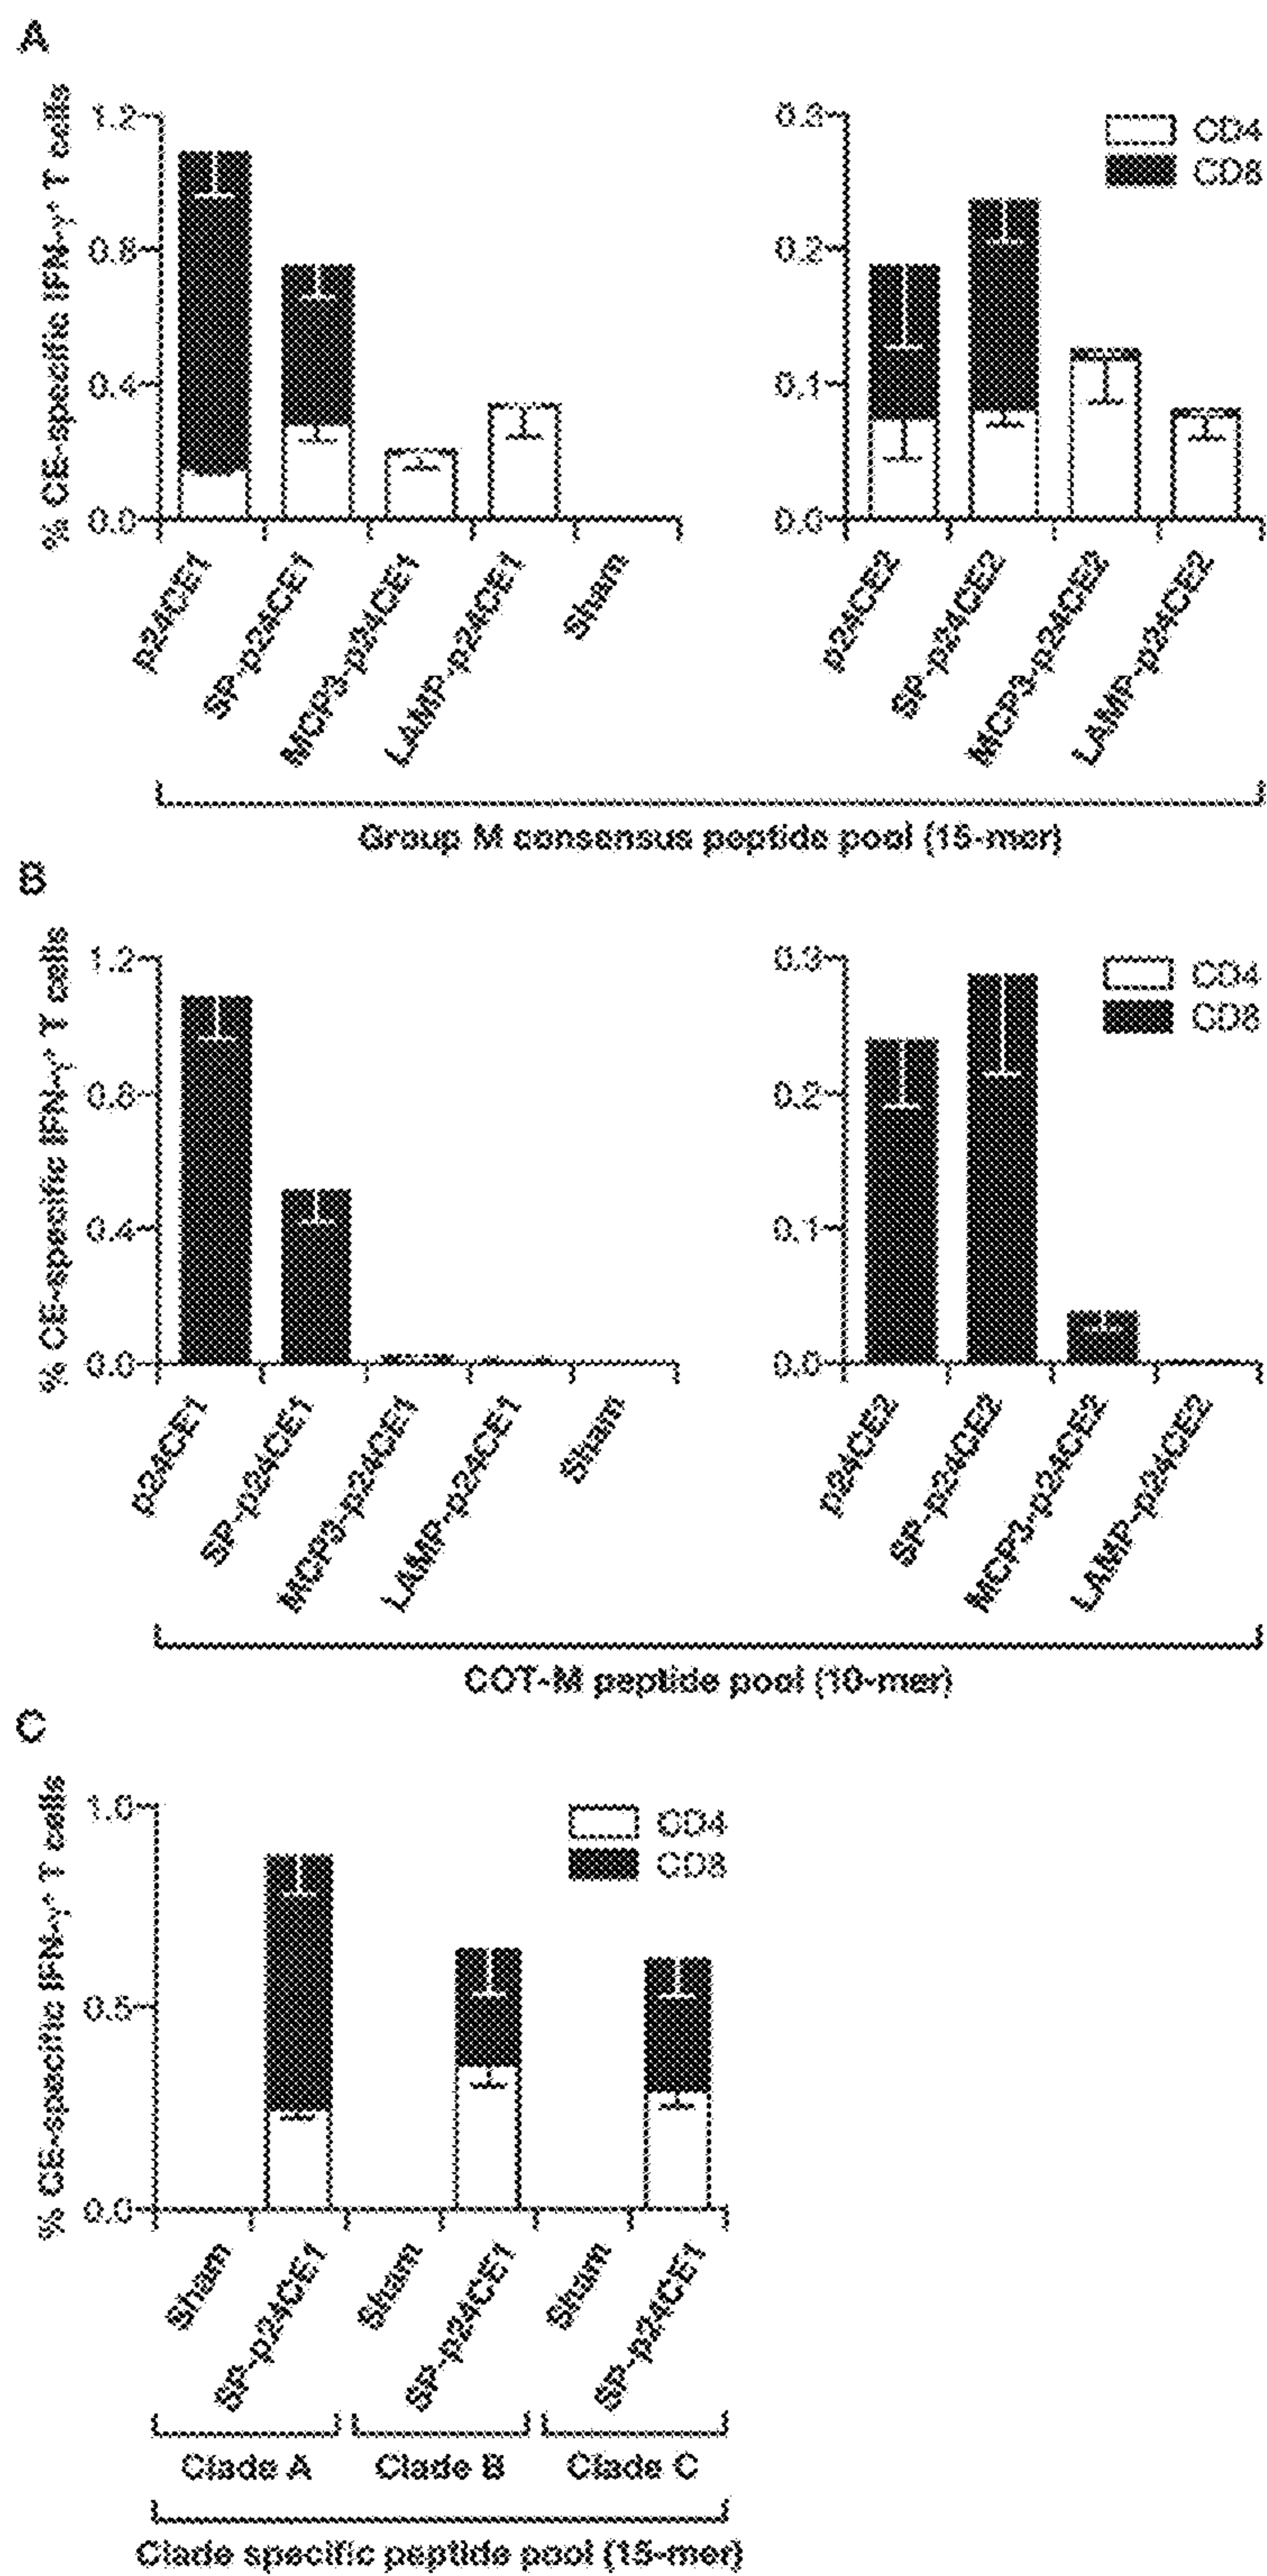 A
% CE-specific IFN-γ⁺ T cells
1.2
0.8
0.4
0.0
p24CE1
SP-p24CE1
MCP3-p24CE1
LAMP-p24CE1
Sham
0.3
0.2
0.1
0.0
CD4
CD8
p24CE2
SP-p24CE2
MCP3-p24CE2
LAMP-p24CE2
Group M consensus peptide pool (15-mer)
B
% CE-specific IFN-γ⁺ T cells
1.2
0.8
0.4
0.0
p24CE1
SP-p24CE1
MCP3-p24CE1
LAMP-p24CE1
Sham
0.3
0.2
0.1
0.0
CD4
CD8
p24CE2
SP-p24CE2
MCP3-p24CE2
LAMP-p24CE2
COT-M peptide pool (10-mer)
C
% CE-specific IFN-γ⁺ T cells
1.0
0.5
0.0
CD4
CD8
Sham
SP-p24CE1
Sham
SP-p24CE1
Sham
SP-p24CE1
Clade A
Clade B
Clade C
Clade specific peptide pool (15-mer)